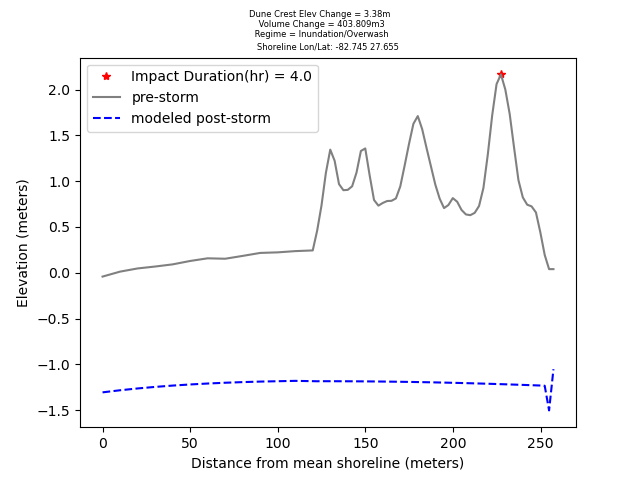 Dune Crest Elev Change = 3.38m
Volume Change = 403.809m3
Regime = Inundation/Overwash
Shoreline Lon/Lat: -82.745 27.655
Impact Duration(hr) = 4.0
pre-storm
modeled post-storm
2.0
1.5
1.0
0.5
0.0
−0.5
−1.0
−1.5
Elevation (meters)
0 50 100 150 200 250
Distance from mean shoreline (meters)